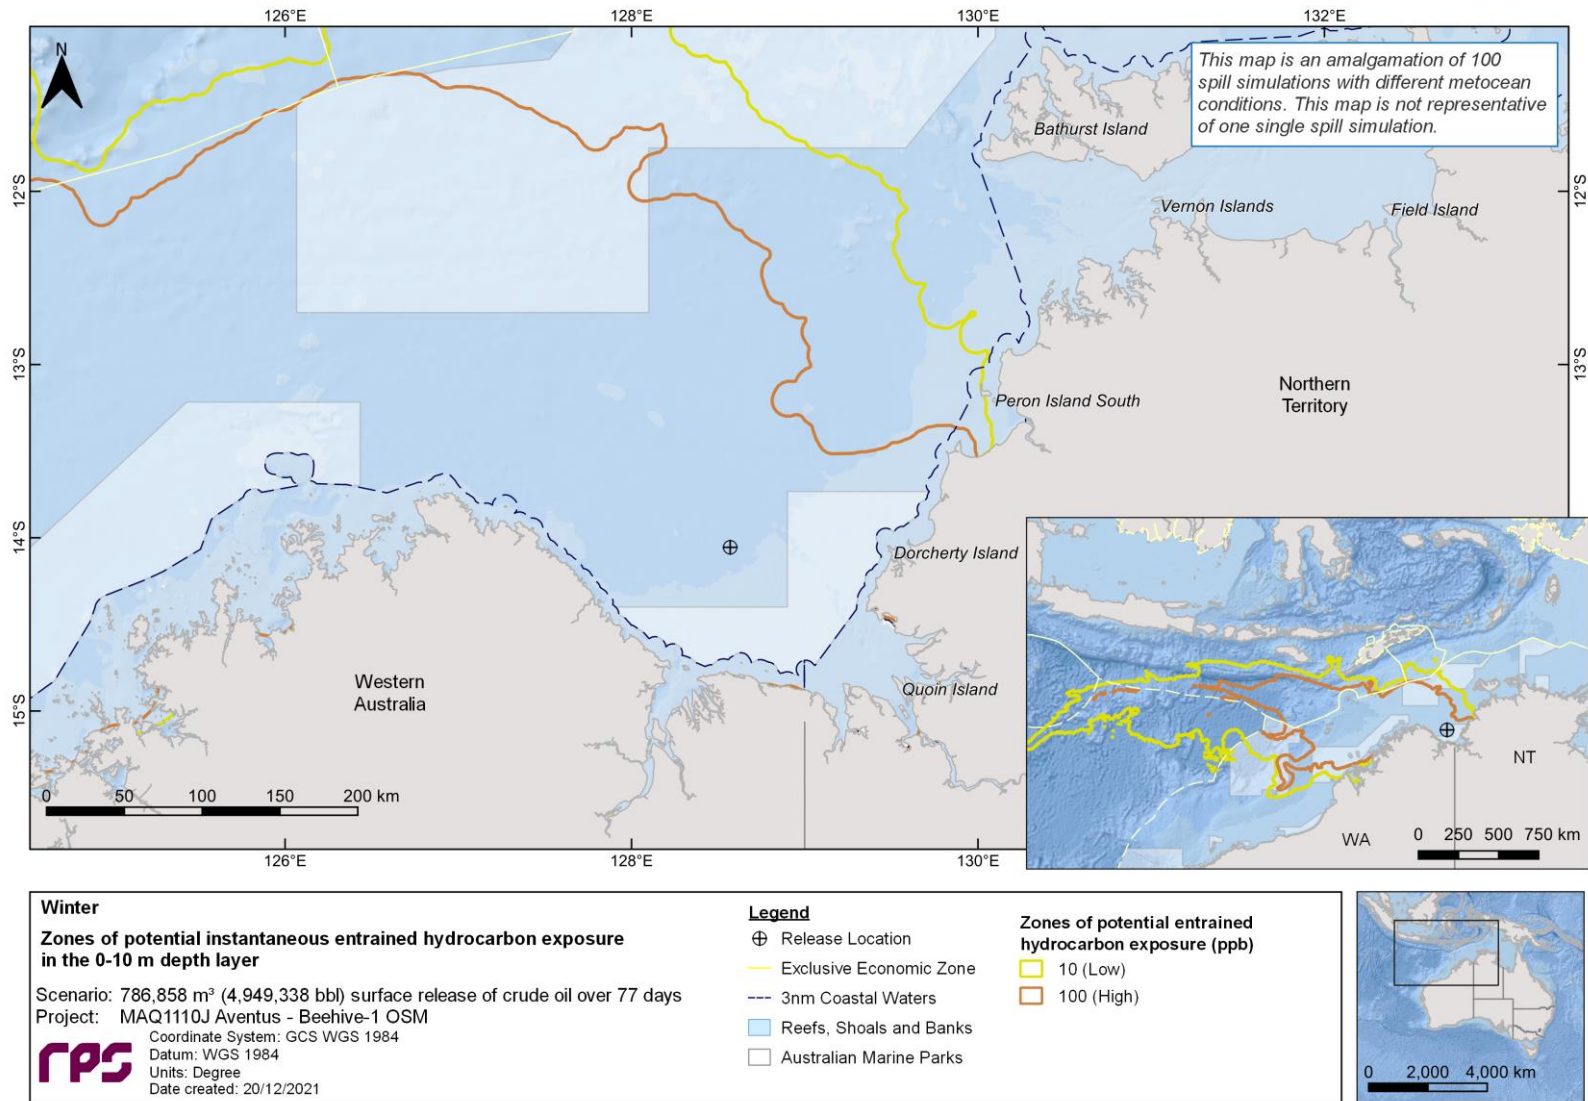 126°E
128°E
130°E
132°E
N
This map is an amalgamation of 100
spill simulations with different metocean
conditions. This map is not representative
of one single spill simulation.
Bathurst Island
12°S
12°S
Vernon Islands
Field Island
13°S
13°S
Northern
Territory
Peron Island South
14°S
Dorcherty Island
Western
Australia
Quoin Island
15°S
NT
WA
0 50 100 150 200 km
0 250 500 750 km
126°E
128°E
130°E
Winter
Zones of potential instantaneous entrained hydrocarbon exposure
in the 0-10 m depth layer
Scenario: 786,858 m³ (4,949,338 bbl) surface release of crude oil over 77 days
Project: MAQ1110J Aventus - Beehive-1 OSM
rps
Coordinate System: GCS WGS 1984
Datum: WGS 1984
Units: Degree
Date created: 20/12/2021
Legend
Release Location
Exclusive Economic Zone
3nm Coastal Waters
Reefs, Shoals and Banks
Australian Marine Parks
Zones of potential entrained
hydrocarbon exposure (ppb)
10 (Low)
100 (High)
0 2,000 4,000 km